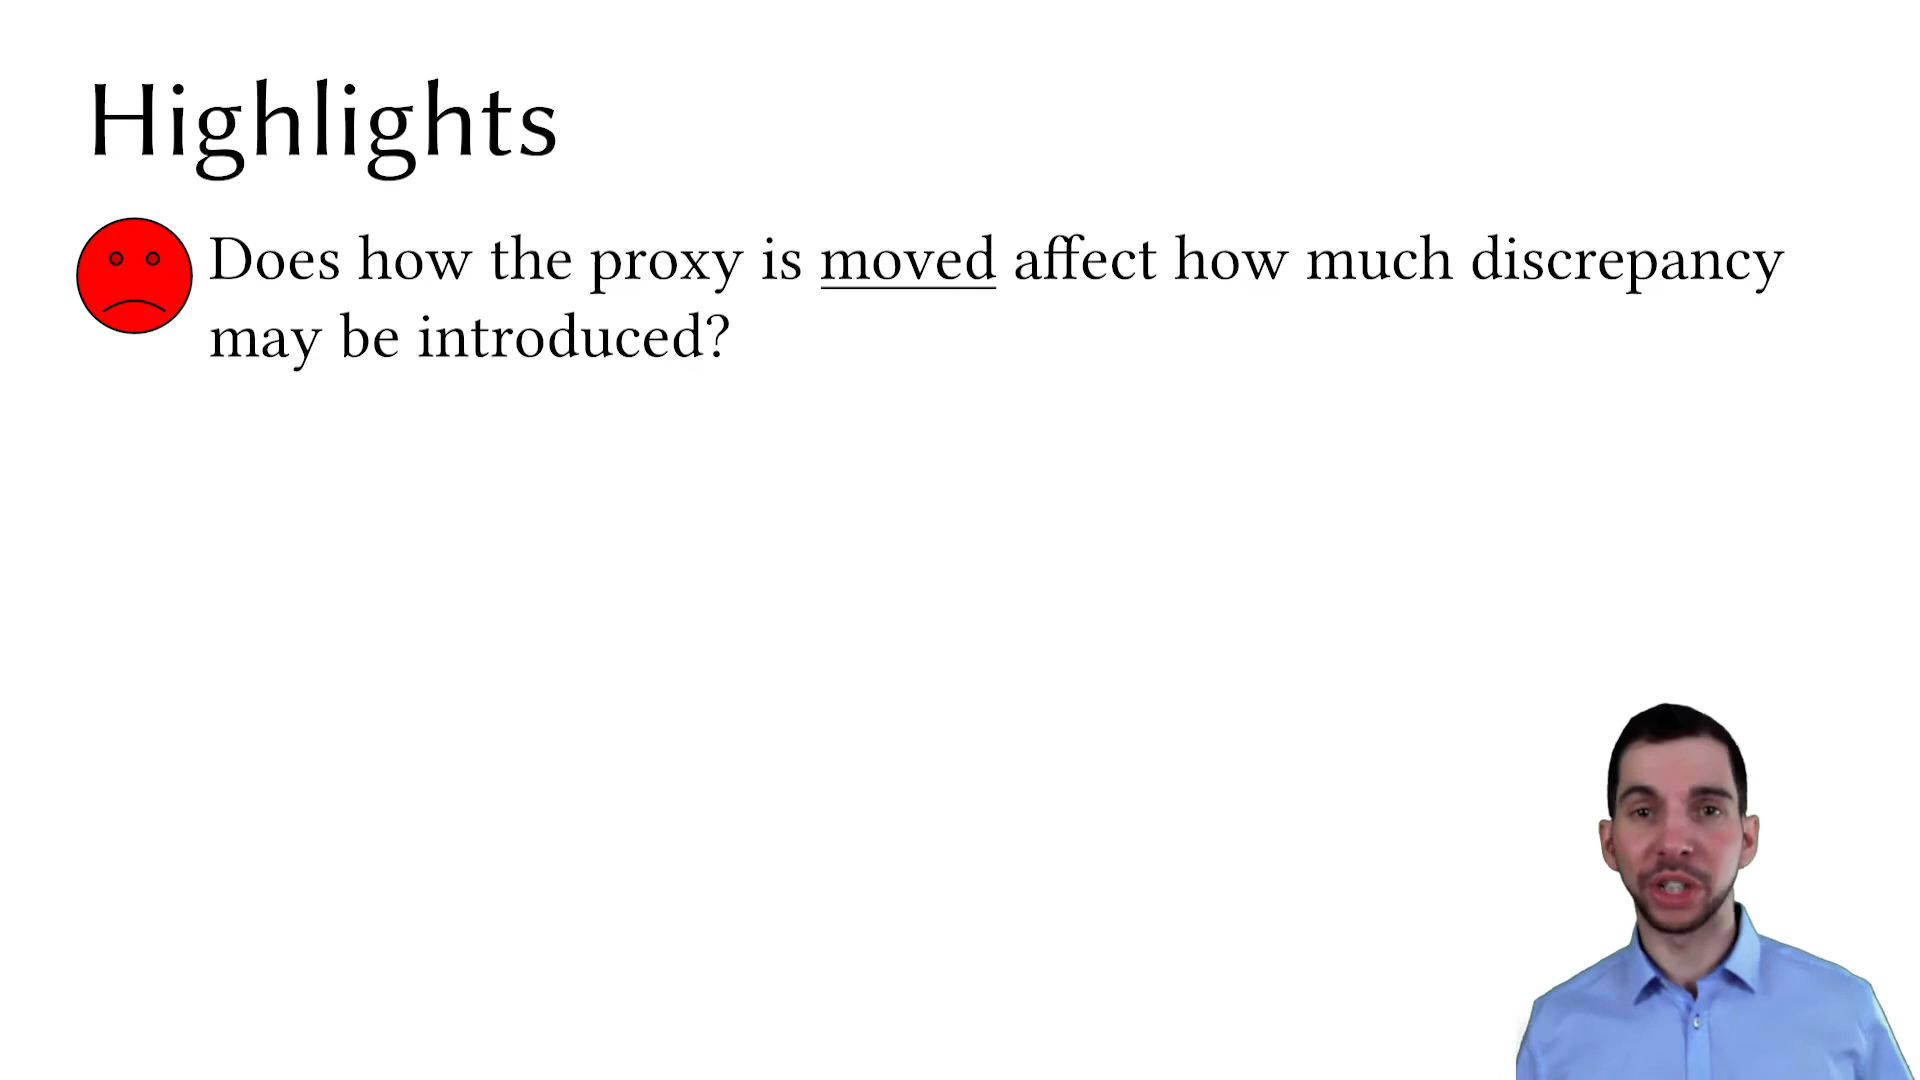 Highlights
Does how the proxy is moved affect how much discrepancy
may be introduced?